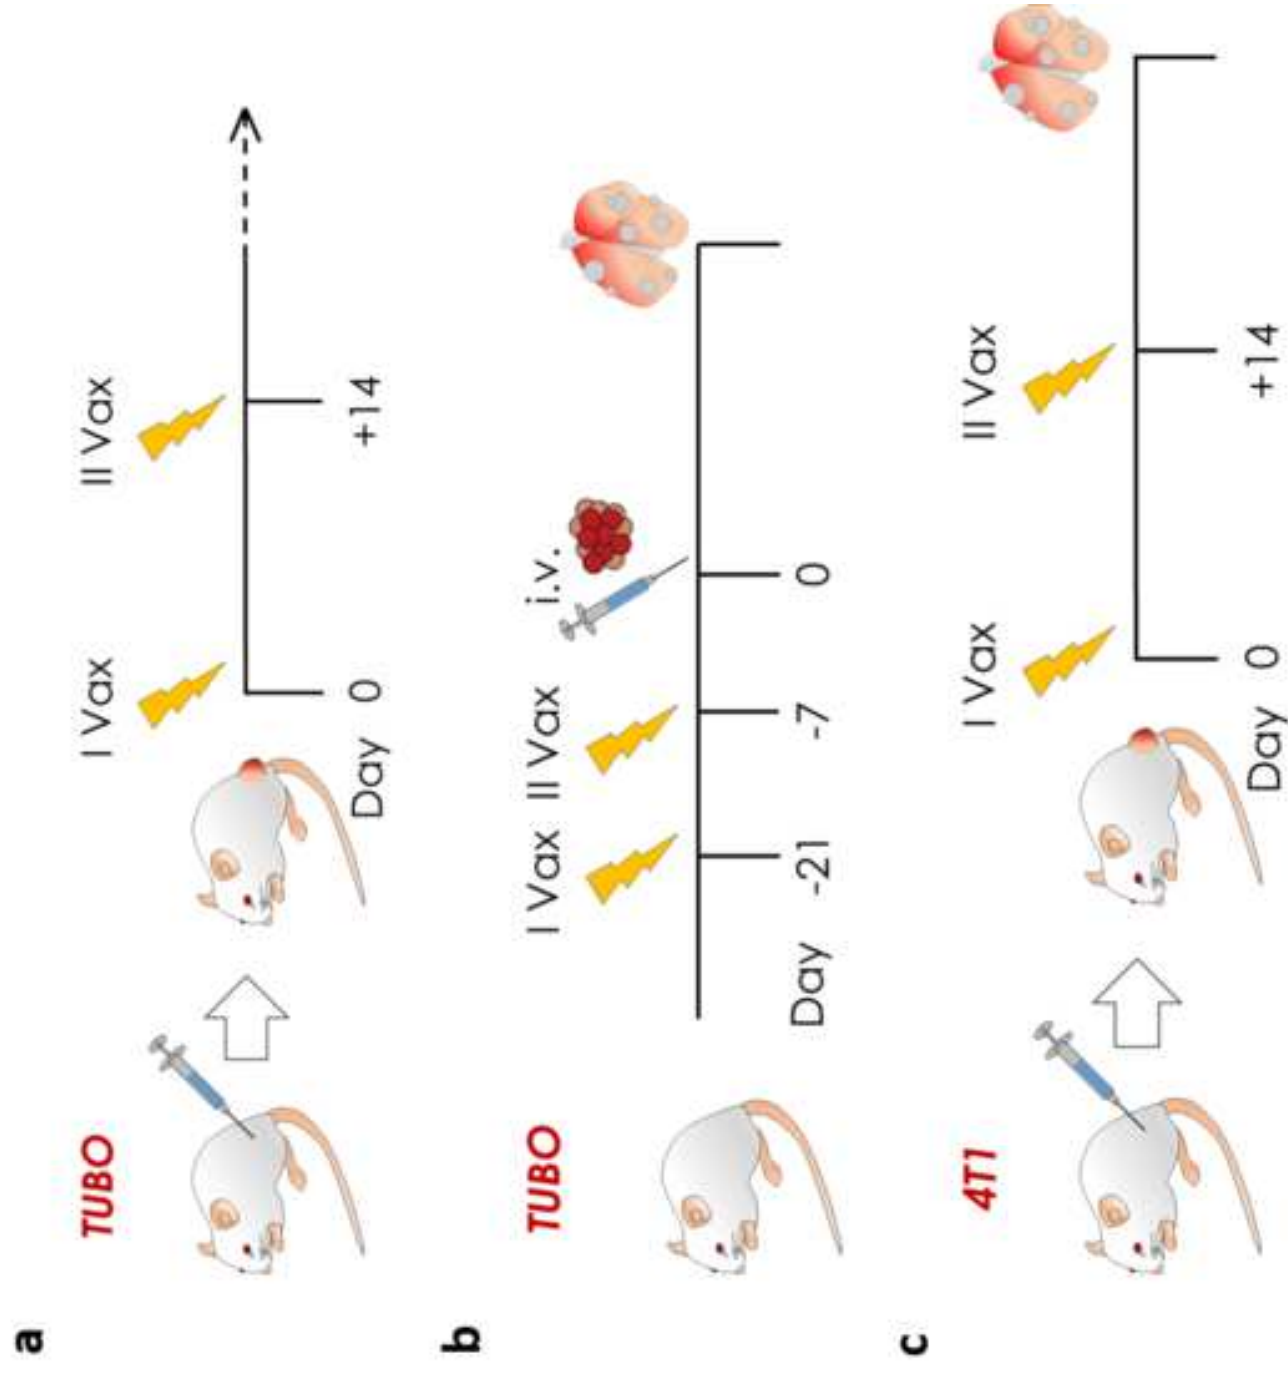 a
TUBO
I Vax
II Vax
Day
0
+14
b
TUBO
I Vax
II Vax
i.v.
Day
-21
-7
0
c
4T1
I Vax
II Vax
Day
0
+14